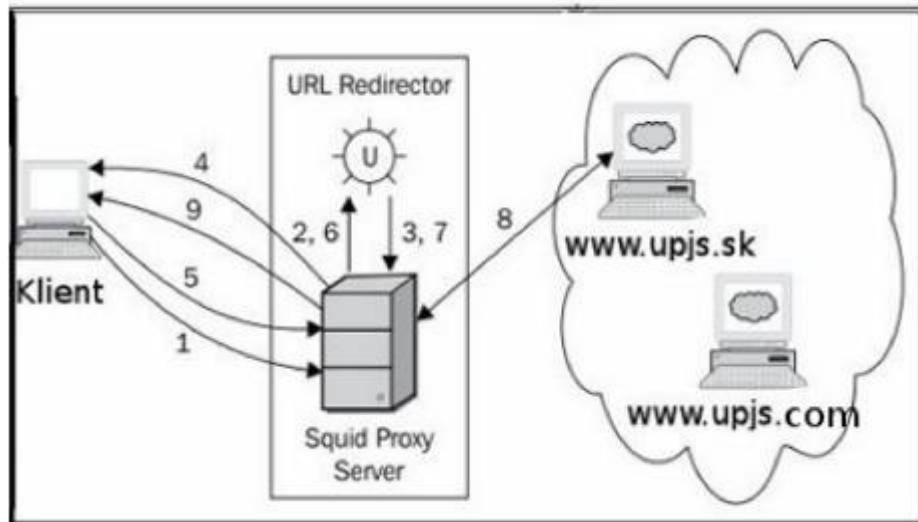 URL Redirector
U
4
9
2, 6
3, 7
8
www.upjs.sk
Klient
5
1
www.upjs.com
Squid Proxy
Server